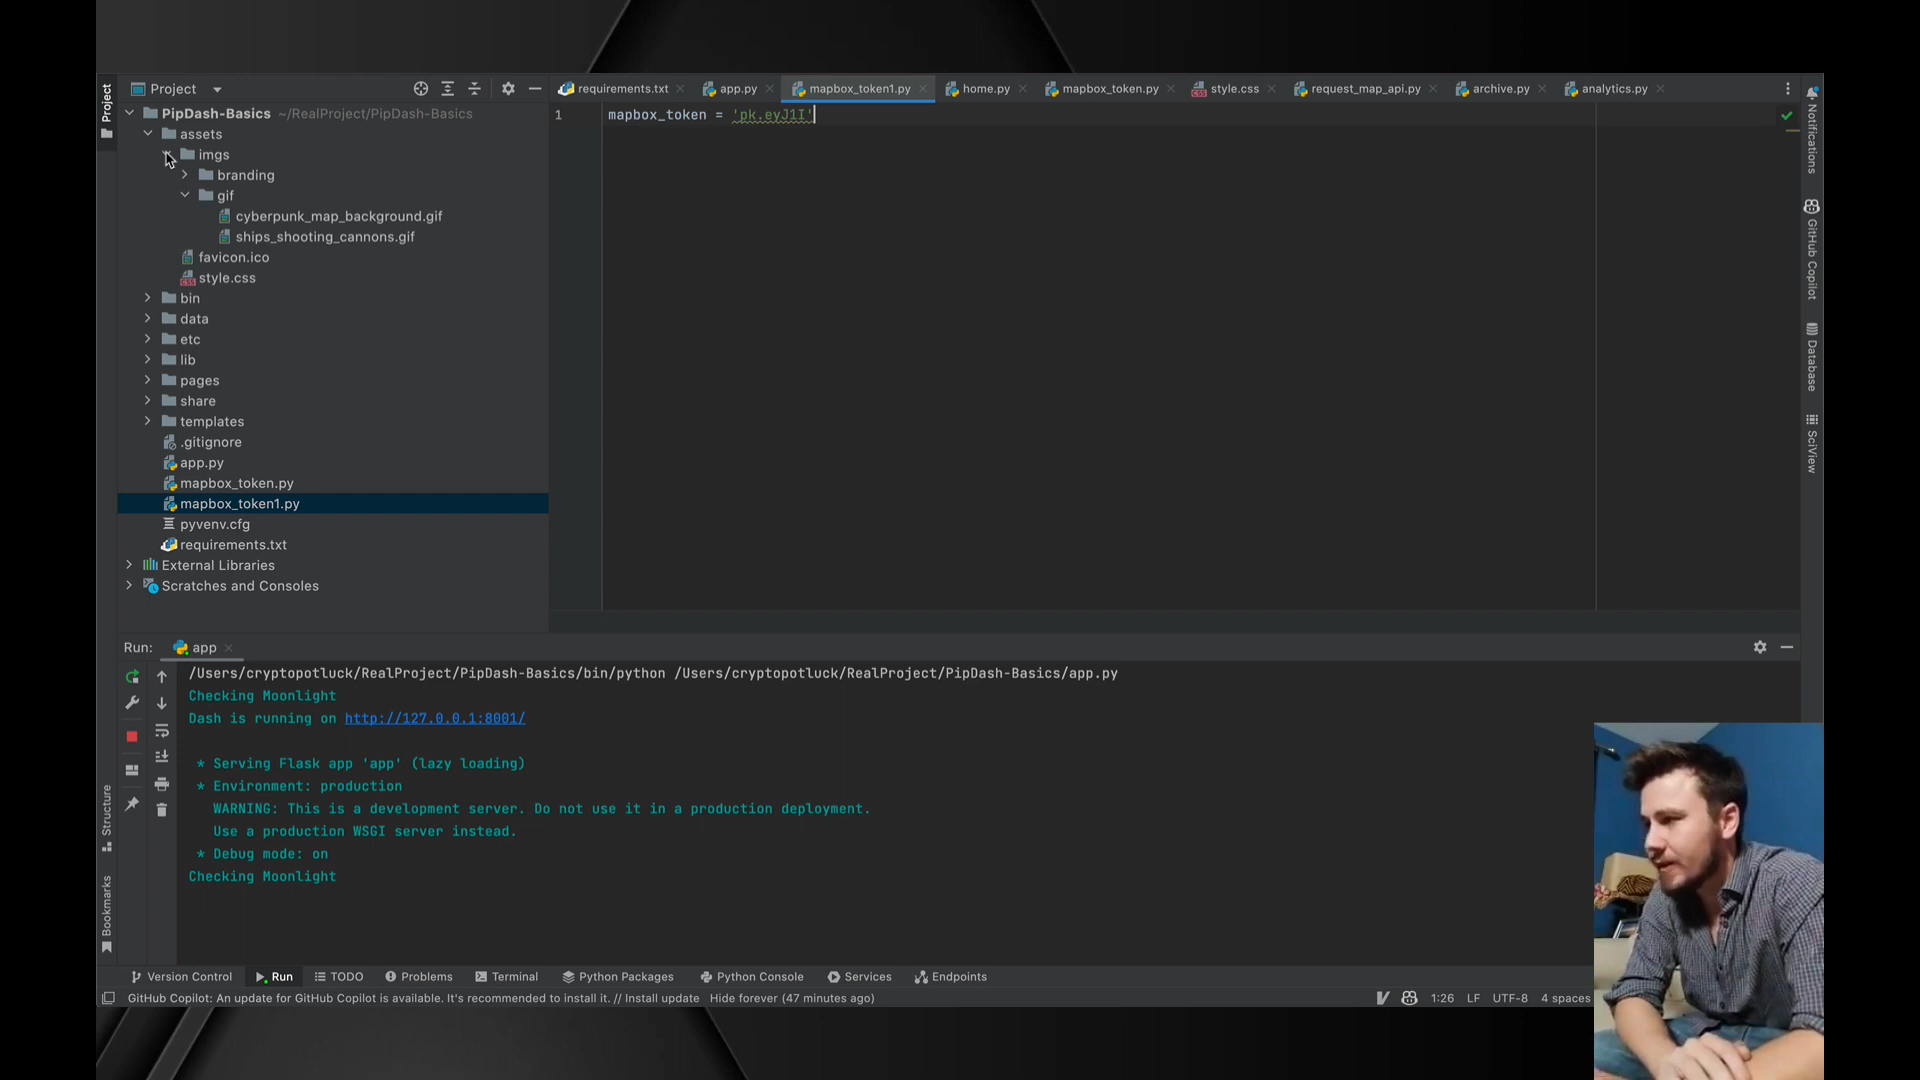 Project
requirements.txt
app.py
mapbox_token1.py
home.py
mapbox_token.py
style.css
request_map_api.py
archive.py
analytics.py
Project
PipDash-Basics ~/RealProject/PipDash-Basics
assets
imgs
branding
gif
cyberpunk_map_background.gif
ships_shooting_cannons.gif
favicon.ico
style.css
bin
data
etc
lib
pages
share
templates
.gitignore
app.py
mapbox_token.py
mapbox_token1.py
pyvenv.cfg
requirements.txt
External Libraries
Scratches and Consoles
1 mapbox_token = 'pk.eyJ1I'
Notifications
GitHub Copilot
Database
SciView
Run: app
/Users/cryptopotluck/RealProject/PipDash-Basics/bin/python /Users/cryptopotluck/RealProject/PipDash-Basics/app.py
Checking Moonlight
Dash is running on http://127.0.0.1:8001/
* Serving Flask app 'app' (lazy loading)
* Environment: production
WARNING: This is a development server. Do not use it in a production deployment.
Use a production WSGI server instead.
* Debug mode: on
Checking Moonlight
Structure
Bookmarks
Version Control
Run
TODO
Problems
Terminal
Python Packages
Python Console
Services
Endpoints
GitHub Copilot: An update for GitHub Copilot is available. It's recommended to install it. // Install update Hide forever (47 minutes ago)
1:26 LF UTF-8 4 spaces